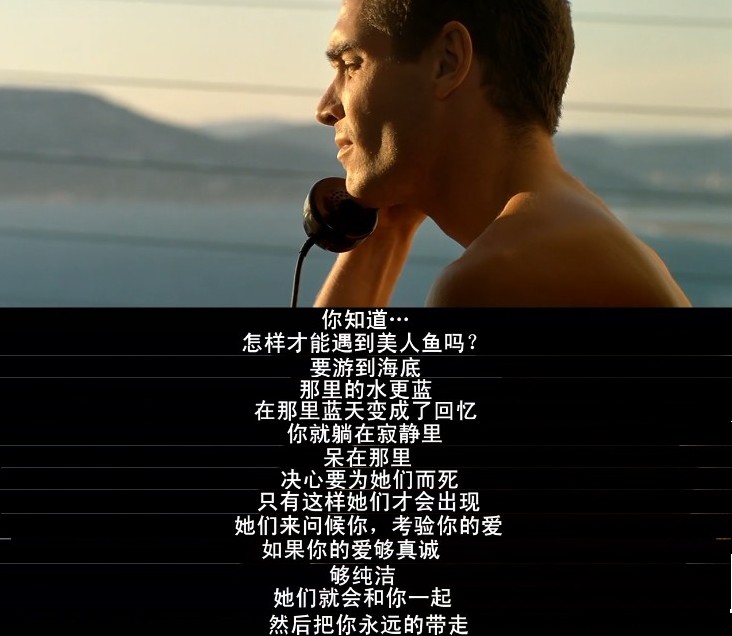 你知道…
怎样才能遇到美人鱼吗？
要游到海底
那里的水更蓝
在那里蓝天变成了回忆
你就躺在寂静里
呆在那里
决心要为她们而死
只有这样她们才会出现
她们来问候你，考验你的爱
如果你的爱够真诚
够纯洁
她们就会和你一起
然后把你永远的带走